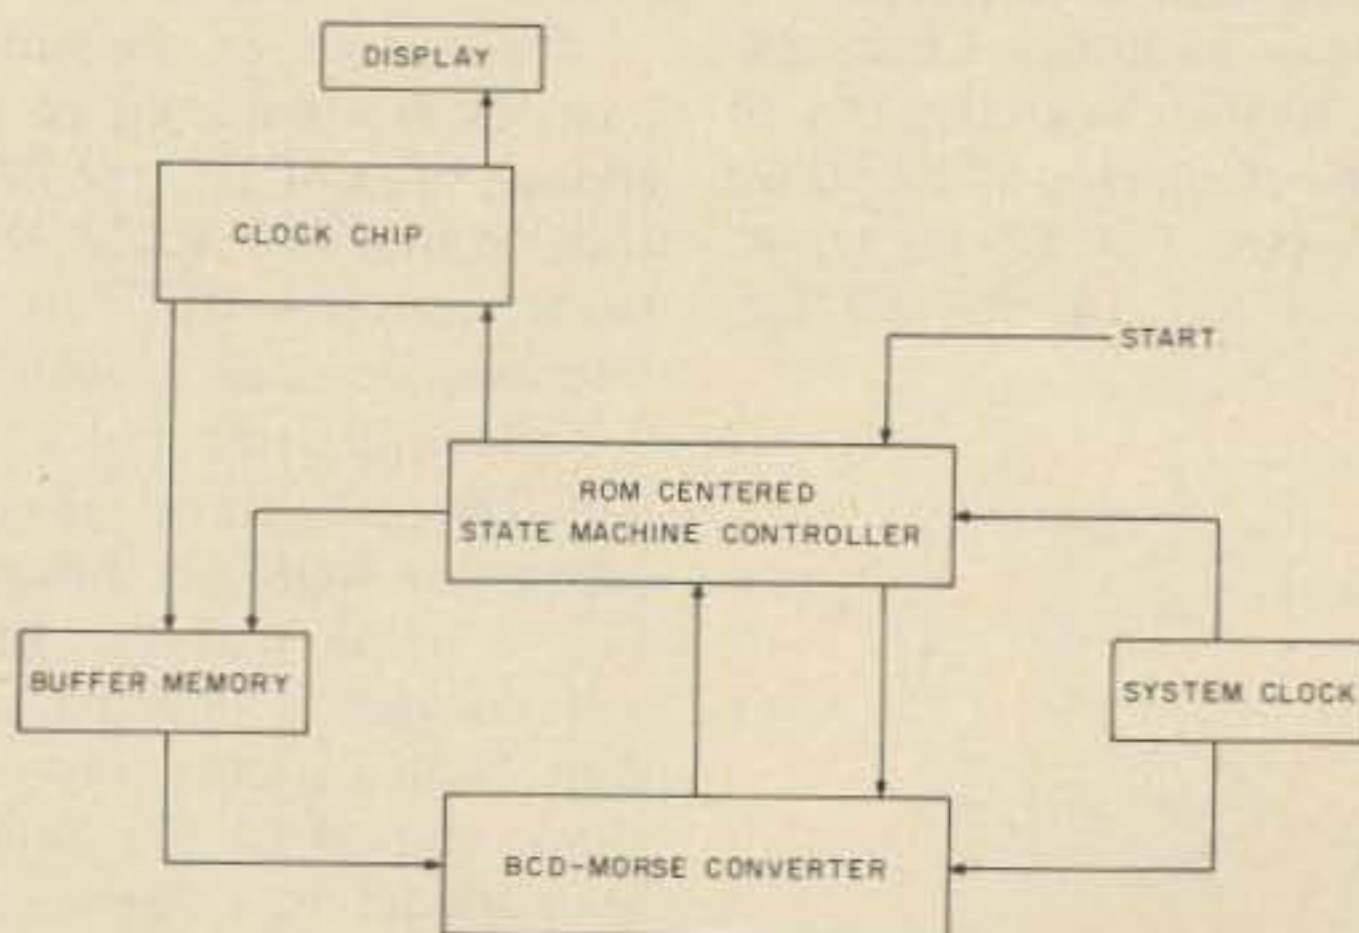 DISPLAY
CLOCK CHIP
START
ROM CENTERED
STATE MACHINE CONTROLLER
BUFFER MEMORY
SYSTEM CLOCK
BCD-MORSE CONVERTER